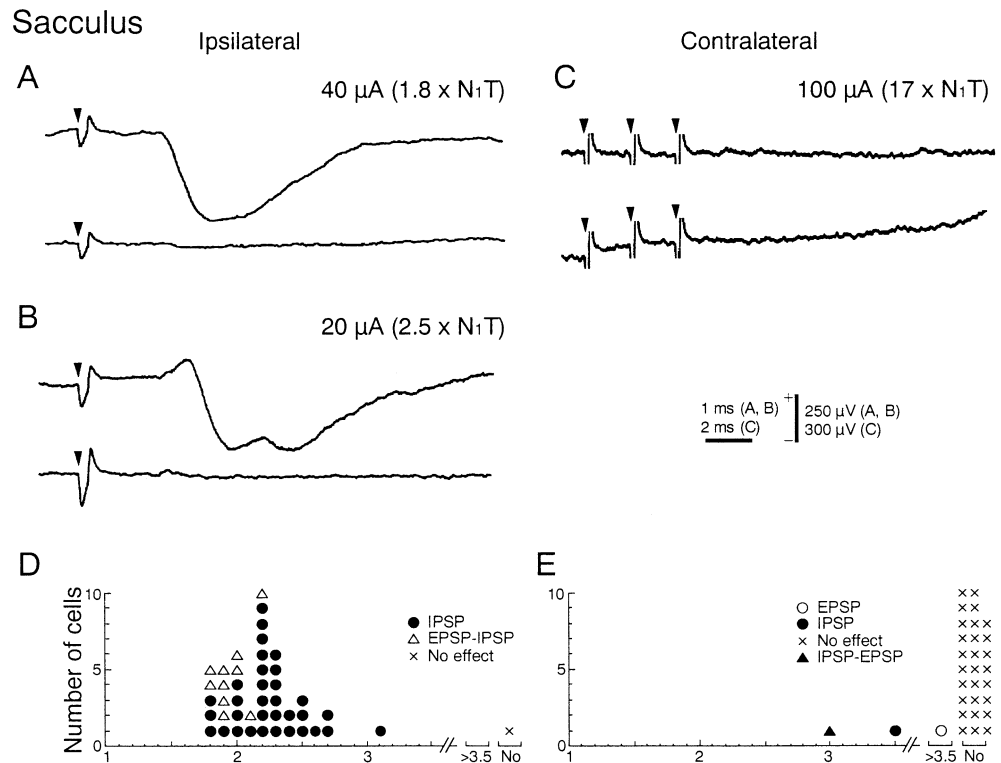 Sacculus
Ipsilateral
Contralateral
A
40 µA (1.8 x N1T)
C
100 µA (17 x N1T)
B
20 µA (2.5 x N1T)
1 ms (A, B)
2 ms (C)
+
–
250 µV (A, B)
300 µV (C)
D
Number of cells
10
5
0
1
2
3
>3.5
No
IPSP
EPSP-IPSP
No effect
E
10
5
0
1
2
3
>3.5
No
EPSP
IPSP
No effect
IPSP-EPSP